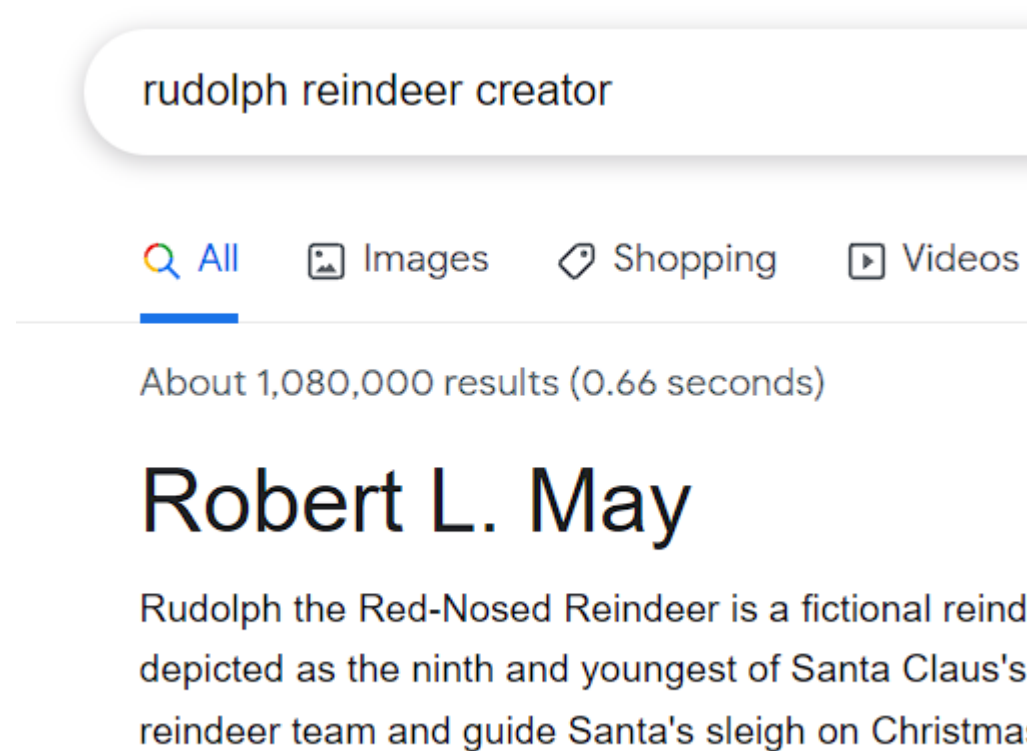 rudolph reindeer creator
All Images Shopping Videos
About 1,080,000 results (0.66 seconds)
Robert L. May
Rudolph the Red-Nosed Reindeer is a fictional reind
depicted as the ninth and youngest of Santa Claus's
reindeer team and guide Santa's sleigh on Christmas